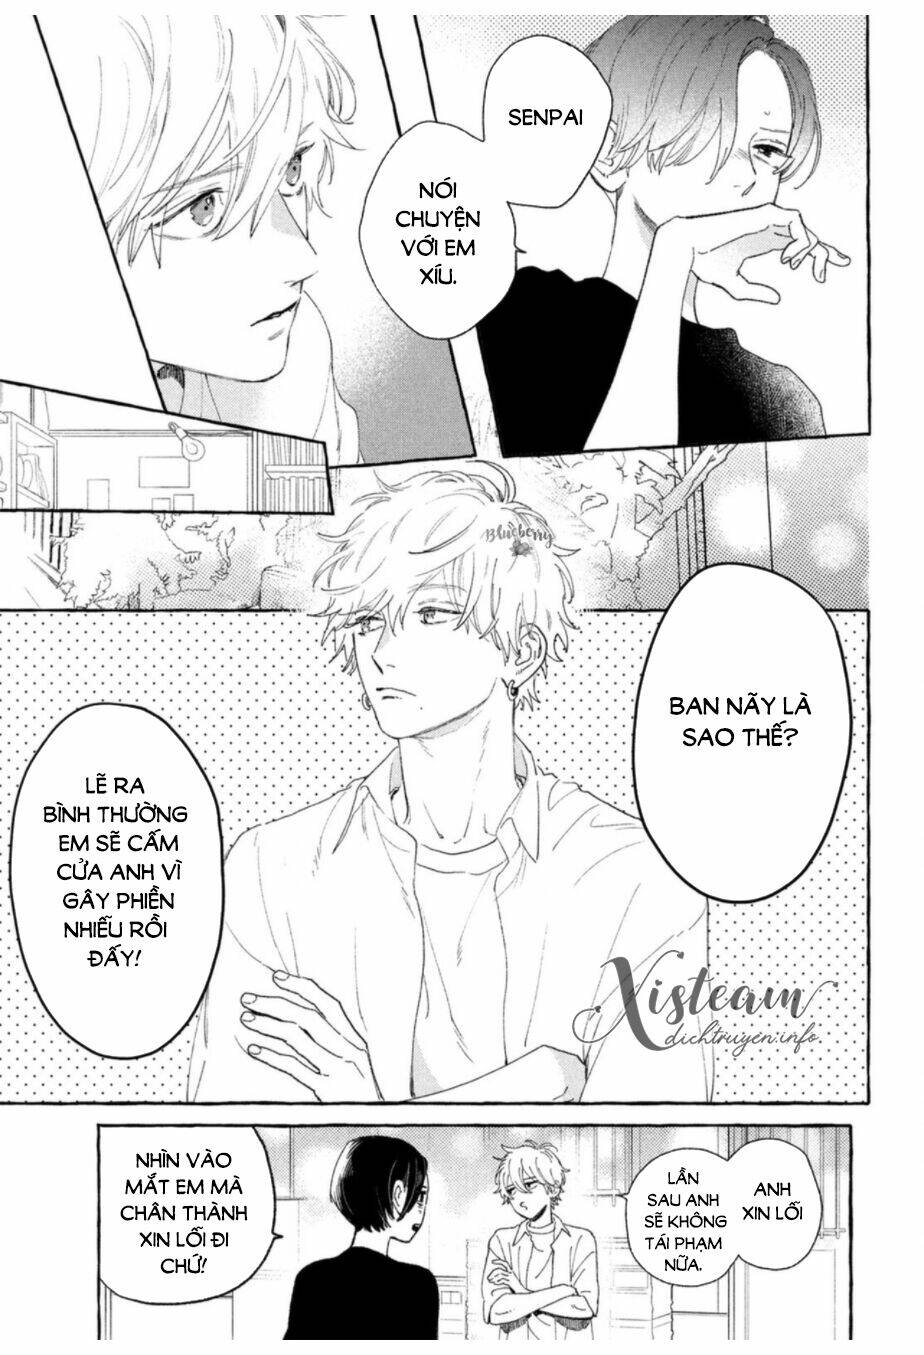 SENPAI
NÓI
CHUYỆN
VỚI EM
XÍU.
Blueberry
BAN NÃY LÀ
SAO THẾ?
LẼ RA
BÌNH THƯỜNG
EM SẼ CẤM
CỬA ANH VÌ
GÂY PHIỀN
NHIỄU RỒI
ĐẤY!
Xisteam
dichtruyen.info
ANH
XIN LỖI
LẦN
SAU ANH
SẼ KHÔNG
TÁI PHẠM
NỮA.
NHÌN VÀO
MẮT EM MÀ
CHÂN THÀNH
XIN LỖI ĐI
CHỨ!